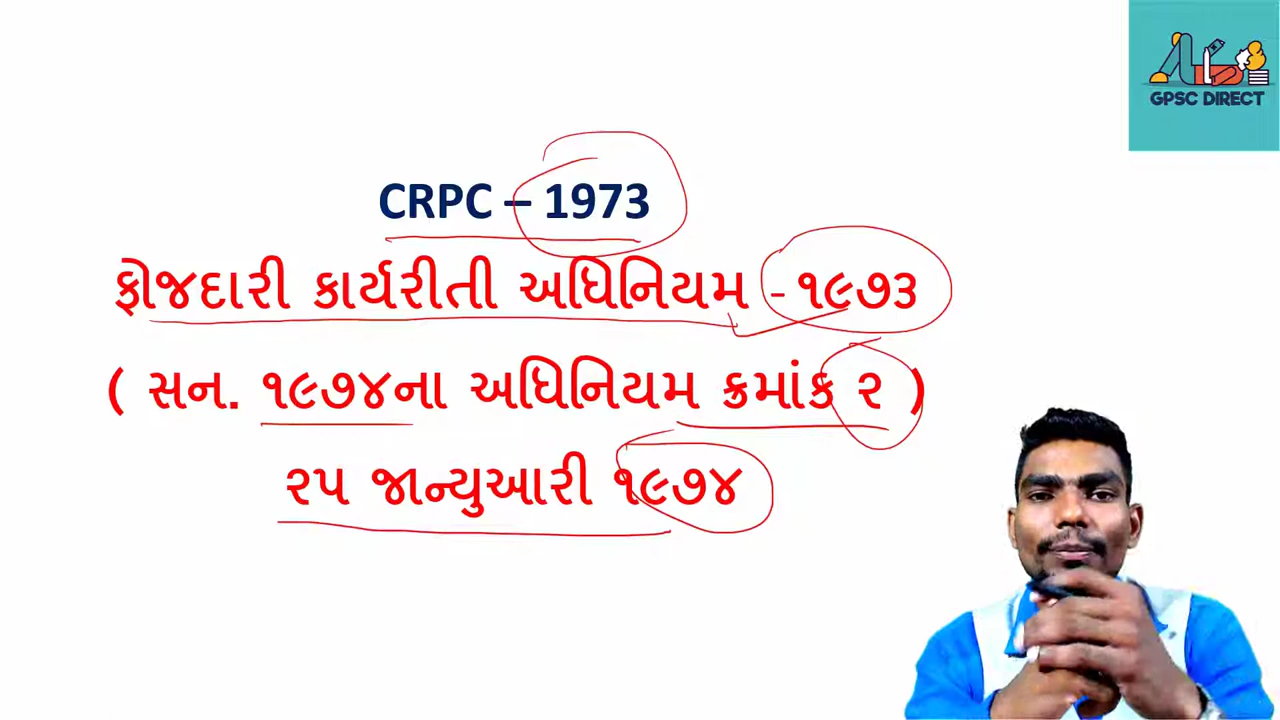 GPSC DIRECT
CRPC – 1973
ફોજદારી કાર્યરીતી અધિનિયમ - ૧૯૭૩
( સન. ૧૯૭૪ના અધિનિયમ ક્રમાંક ૨ )
૨૫ જાન્યુઆરી ૧૯૭૪